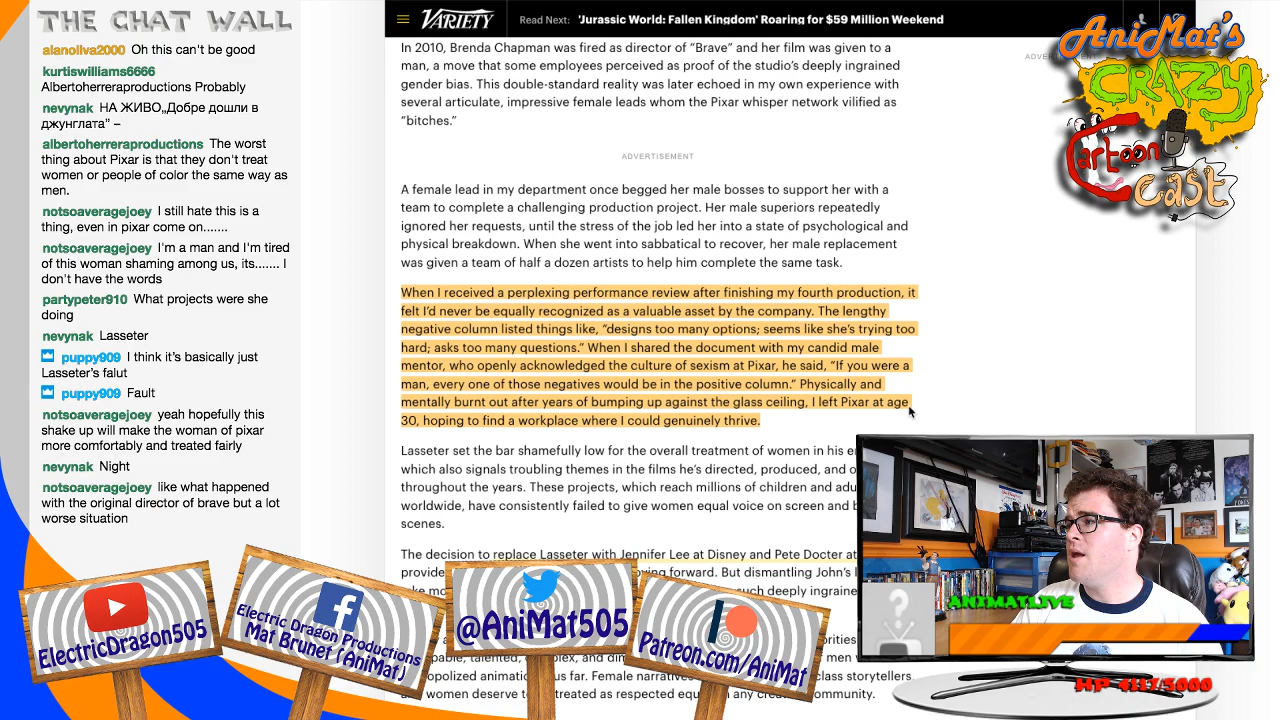 THE CHAT WALL
alanoliva2000 Oh this can't be good
kurtiswilliams6666
Albertoherreraproductions Probably
nevynak НА ЖИВО„Добре дошли в
джунглата” –
albertoherreraproductions The worst
thing about Pixar is that they don't treat
women or people of color the same way as
men.
notsoaveragejoey I still hate this is a
thing, even in pixar come on.......
notsoaveragejoey I'm a man and I'm tired
of this woman shaming among us, its....... I
don't have the words
partypeter910 What projects were she
doing
nevynak Lasseter
puppy909 I think it's basically just
Lasseter's falut
puppy909 Fault
notsoaveragejoey yeah hopefully this
shake up will make the woman of pixar
more comfortably and treated fairly
nevynak Night
notsoaveragejoey like what happened
with the original director of brave but a lot
worse situation
VARIETY
Read Next: 'Jurassic World: Fallen Kingdom' Roaring for $59 Million Weekend
In 2010, Brenda Chapman was fired as director of “Brave” and her film was given to a
man, a move that some employees perceived as proof of the studio’s deeply ingrained
gender bias. This double-standard reality was later echoed in my own experience with
several articulate, impressive female leads whom the Pixar whisper network vilified as
“bitches.”
ADVERTISEMENT
A female lead in my department once begged her male bosses to support her with a
team to complete a challenging production project. Her male superiors repeatedly
ignored her requests, until the stress of the job led her into a state of psychological and
physical breakdown. When she went into sabbatical to recover, her male replacement
was given a team of half a dozen artists to help him complete the same task.
When I received a perplexing performance review after finishing my fourth production, it
felt I’d never be equally recognized as a valuable asset by the company. The lengthy
negative column listed things like, “designs too many options; seems like she’s trying too
hard; asks too many questions.” When I shared the document with my candid male
mentor, who openly acknowledged the culture of sexism at Pixar, he said, “If you were a
man, every one of those negatives would be in the positive column.” Physically and
mentally burnt out after years of bumping up against the glass ceiling, I left Pixar at age
30, hoping to find a workplace where I could genuinely thrive.
Lasseter set the bar shamefully low for the overall treatment of women in his
which also signals troubling themes in the films he’s directed, produced, and
throughout the years. These projects, which reach millions of children and
worldwide, have consistently failed to give women equal voice on screen and
scenes.
The decision to replace Lasseter with Jennifer Lee at Disney and Pete Docter at
moving forward. But dismantling John’s
such deeply
far. Female
women deserve treated as respected any community.
AniMat's
CRAZY
Cartoon
Cast
ANIMATLIVE
HP 4117/5000
ElectricDragon505
Electric Dragon Productions
Mat Brunet (AniMat)
@AniMat505
Patreon.com/AniMat